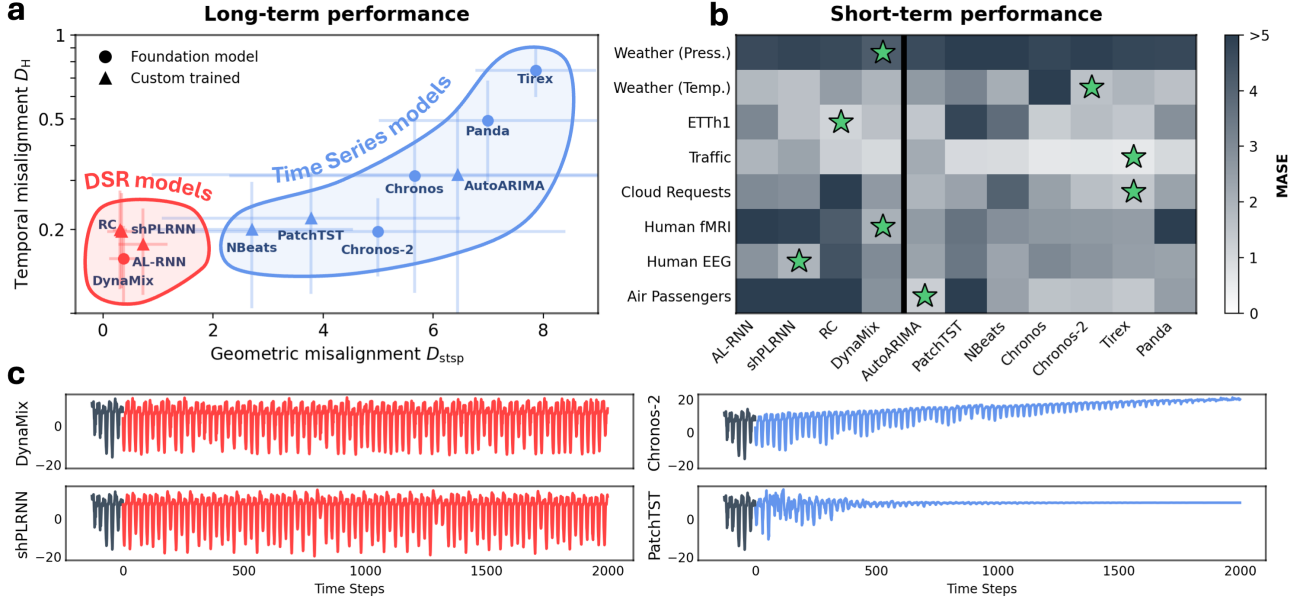 a
Long-term performance
Temporal misalignment D_H
1
0.5
0.2
Foundation model
Custom trained
Tirex
Panda
Time Series models
Chronos
AutoARIMA
DSR models
RC
shPLRNN
AL-RNN
DynaMix
NBeats
PatchTST
Chronos-2
0 2 4 6 8
Geometric misalignment D_stsp
b
Short-term performance
Weather (Press.)
Weather (Temp.)
ETTh1
Traffic
Cloud Requests
Human fMRI
Human EEG
Air Passengers
AL-RNN
shPLRNN
RC
DynaMix
AutoARIMA
PatchTST
NBeats
Chronos
Chronos-2
Tirex
Panda
>5
4
3
2
1
0
MASE
c
DynaMix
0
−20
shPLRNN
0
−20
0 500 1000 1500 2000
Time Steps
Chronos-2
20
0
−20
PatchTST
0
−20
0 500 1000 1500 2000
Time Steps